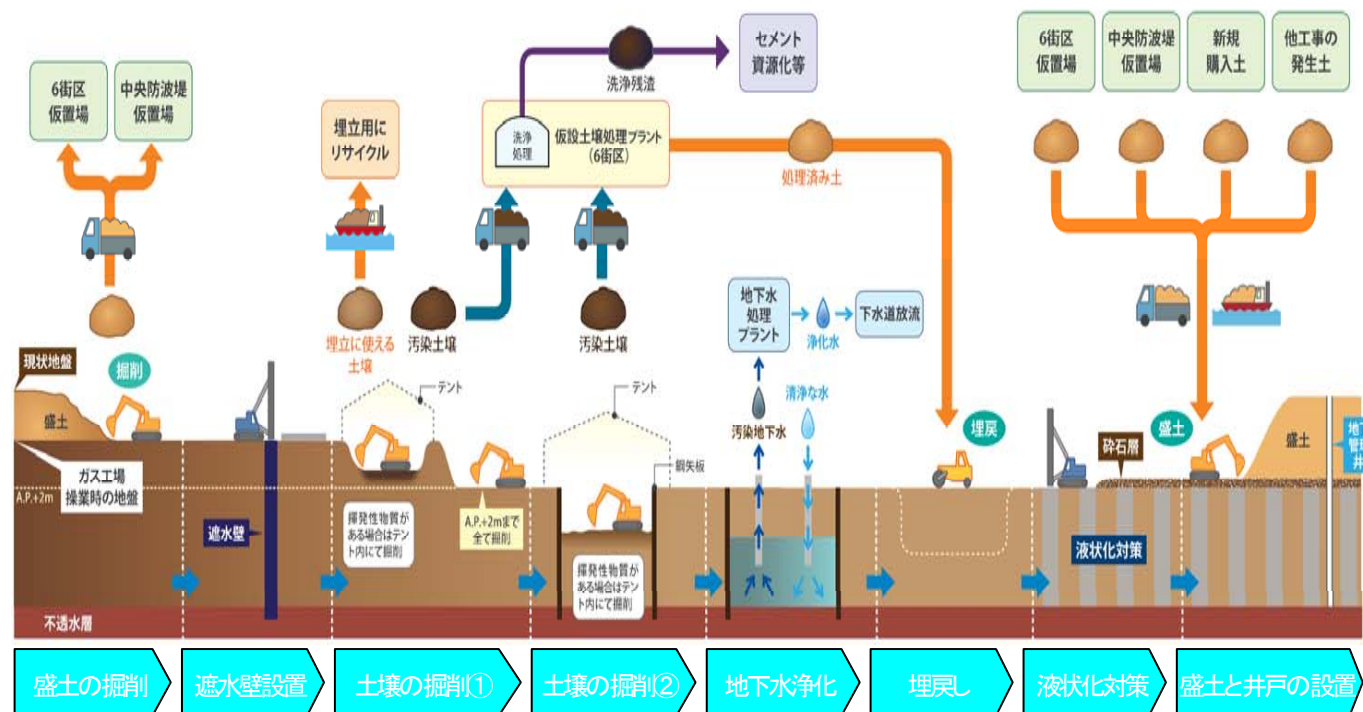 6街区
仮置場
中央防波堤
仮置場
埋立用に
リサイクル
洗浄残渣
セメント
資源化等
洗浄
処理
仮設土壌処理プラント
(6街区)
処理済み土
6街区
仮置場
中央防波堤
仮置場
新規
購入土
他工事の
発生土
埋立に使える
土壌
汚染土壌
汚染土壌
地下水
処理
プラント
浄化水
下水道放流
現状地盤
掘削
盛土
テント
テント
汚染地下水
清浄な水
埋戻
砕石層
盛土
盛土
ガス工場
操業時の地盤
A.P.+2m
遮水壁
揮発性物質が
ある場合はテン
ト内にて掘削
A.P.+2mまで
全て掘削
鋼矢板
揮発性物質が
ある場合はテン
ト内にて掘削
液状化対策
不透水層
盛土の掘削
遮水壁設置
土壌の掘削①
土壌の掘削②
地下水浄化
埋戻し
液状化対策
盛土と井戸の設置